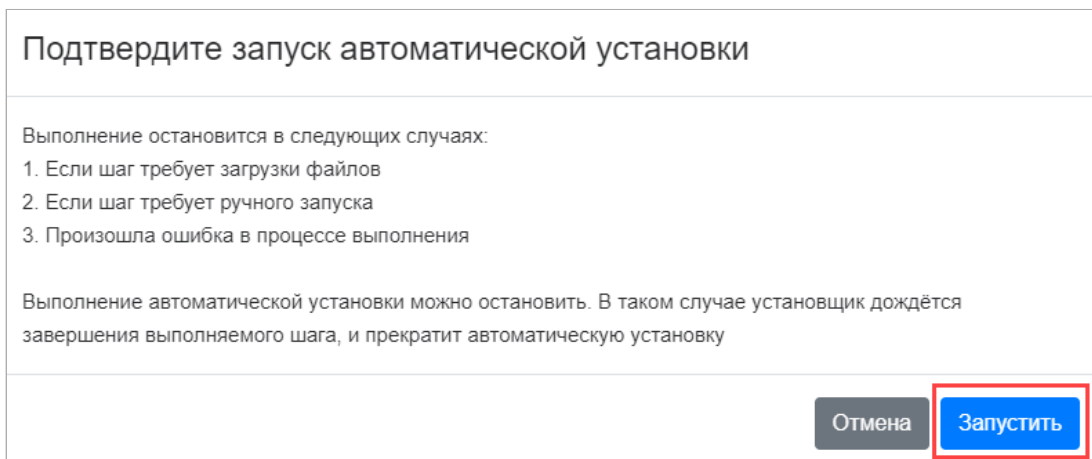 Подтвердите запуск автоматической установки
Выполнение остановится в следующих случаях:
1. Если шаг требует загрузки файлов
2. Если шаг требует ручного запуска
3. Произошла ошибка в процессе выполнения
Выполнение автоматической установки можно остановить. В таком случае установщик дождётся
завершения выполняемого шага, и прекратит автоматическую установку
Отмена Запустить